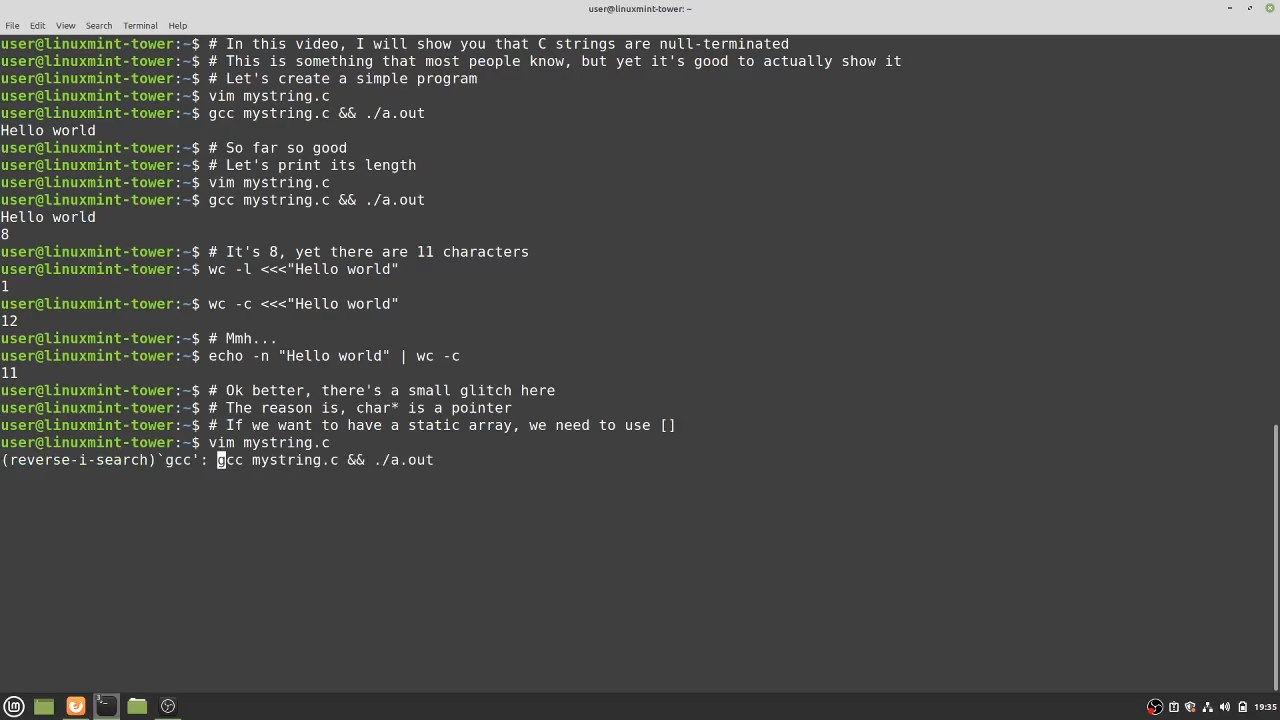 user@linuxmint-tower: ~
File Edit View Search Terminal Help
user@linuxmint-tower:~$ # In this video, I will show you that C strings are null-terminated
user@linuxmint-tower:~$ # This is something that most people know, but yet it's good to actually show it
user@linuxmint-tower:~$ # Let's create a simple program
user@linuxmint-tower:~$ vim mystring.c
user@linuxmint-tower:~$ gcc mystring.c && ./a.out
Hello world
user@linuxmint-tower:~$ # So far so good
user@linuxmint-tower:~$ # Let's print its length
user@linuxmint-tower:~$ vim mystring.c
user@linuxmint-tower:~$ gcc mystring.c && ./a.out
Hello world
8
user@linuxmint-tower:~$ # It's 8, yet there are 11 characters
user@linuxmint-tower:~$ wc -l <<<"Hello world"
1
user@linuxmint-tower:~$ wc -c <<<"Hello world"
12
user@linuxmint-tower:~$ # Mmh...
user@linuxmint-tower:~$ echo -n "Hello world" | wc -c
11
user@linuxmint-tower:~$ # Ok better, there's a small glitch here
user@linuxmint-tower:~$ # The reason is, char* is a pointer
user@linuxmint-tower:~$ # If we want to have a static array, we need to use []
user@linuxmint-tower:~$ vim mystring.c
(reverse-i-search)`gcc': gcc mystring.c && ./a.out
3
19:35